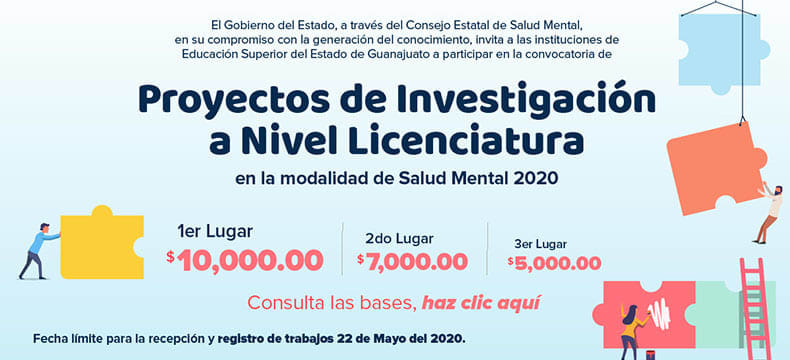 El Gobierno del Estado, a través del Consejo Estatal de Salud Mental,
en su compromiso con la generación del conocimiento, invita a las instituciones de
Educación Superior del Estado de Guanajuato a participar en la convocatoria de
Proyectos de Investigación
a Nivel Licenciatura
en la modalidad de Salud Mental 2020
1er Lugar
$10,000.00
2do Lugar
$7,000.00
3er Lugar
$5,000.00
Consulta las bases, haz clic aquí
Fecha límite para la recepción y registro de trabajos 22 de Mayo del 2020.